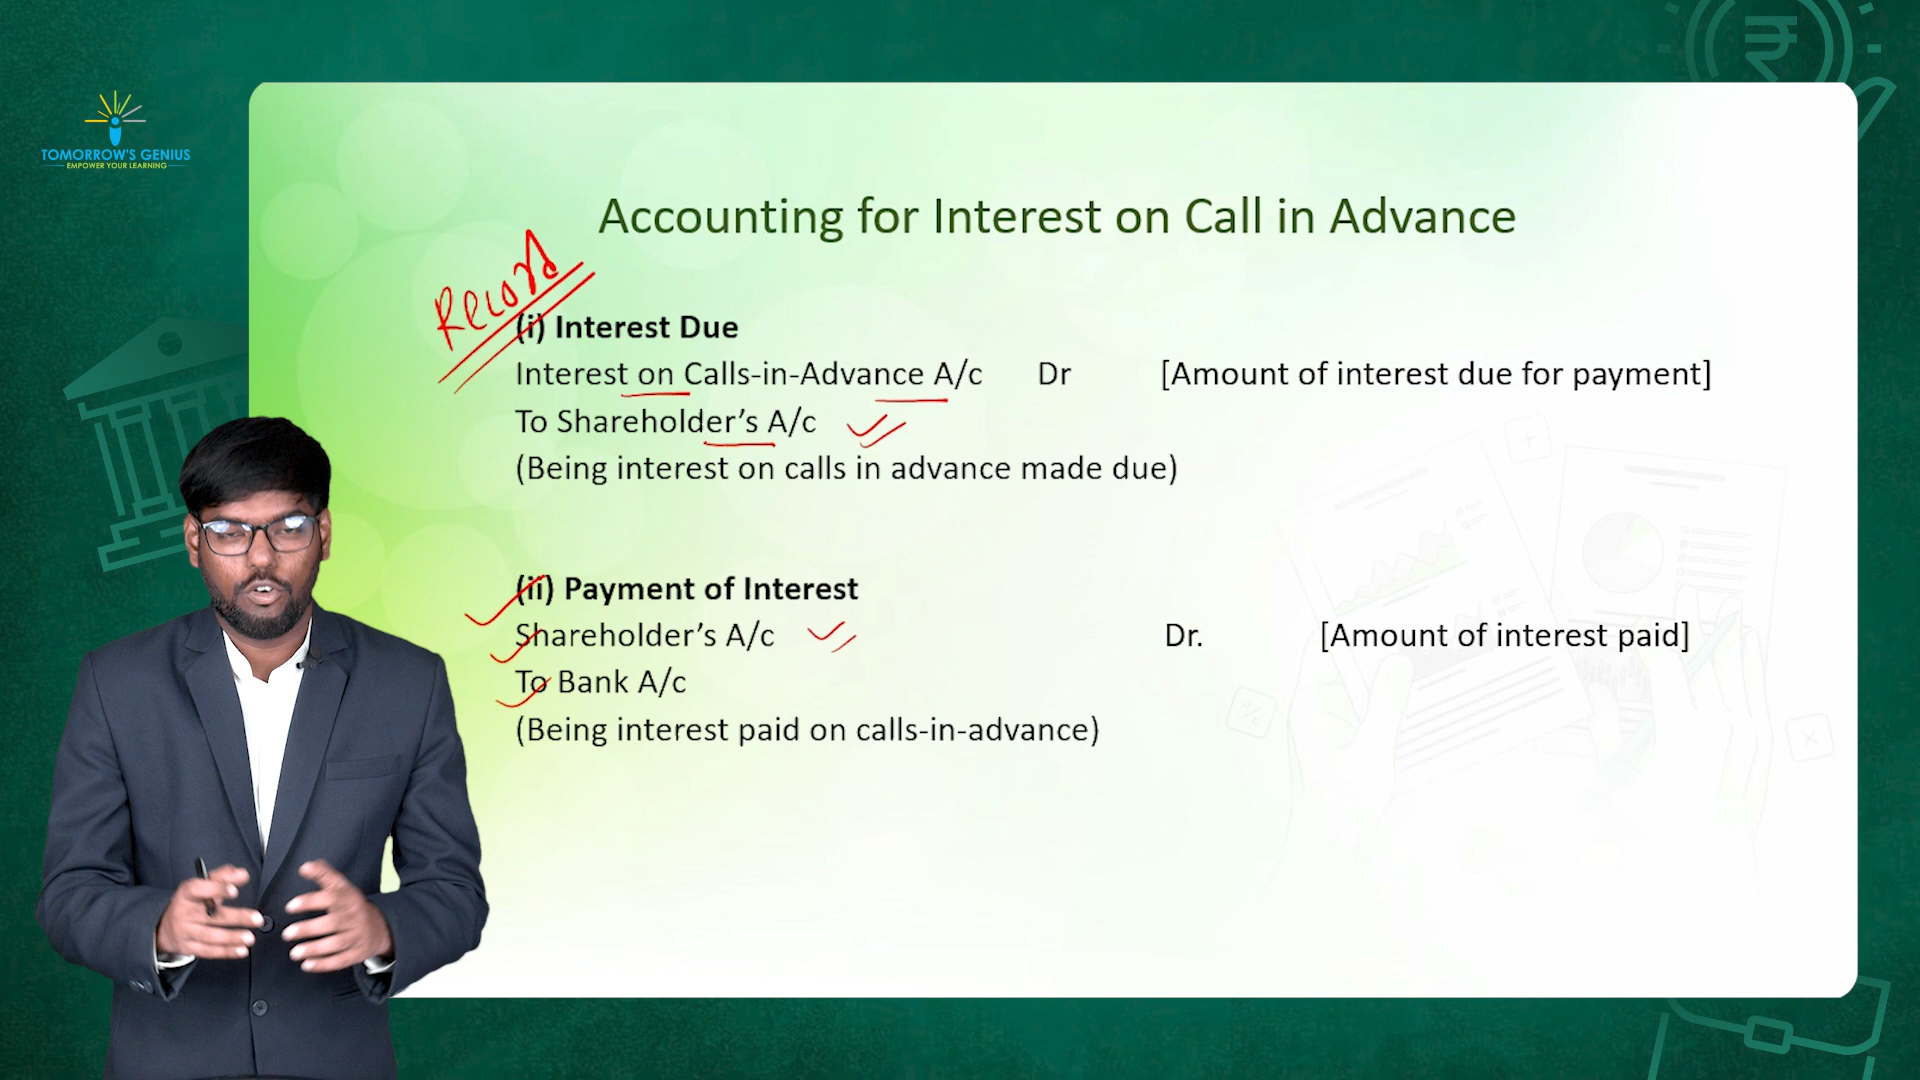 TOMORROW'S GENIUS
EMPOWER YOUR LEARNING
Accounting for Interest on Call in Advance
Record
(i) Interest Due
Interest on Calls-in-Advance A/c Dr [Amount of interest due for payment]
To Shareholder’s A/c
(Being interest on calls in advance made due)
(ii) Payment of Interest
Shareholder’s A/c Dr. [Amount of interest paid]
To Bank A/c
(Being interest paid on calls-in-advance)